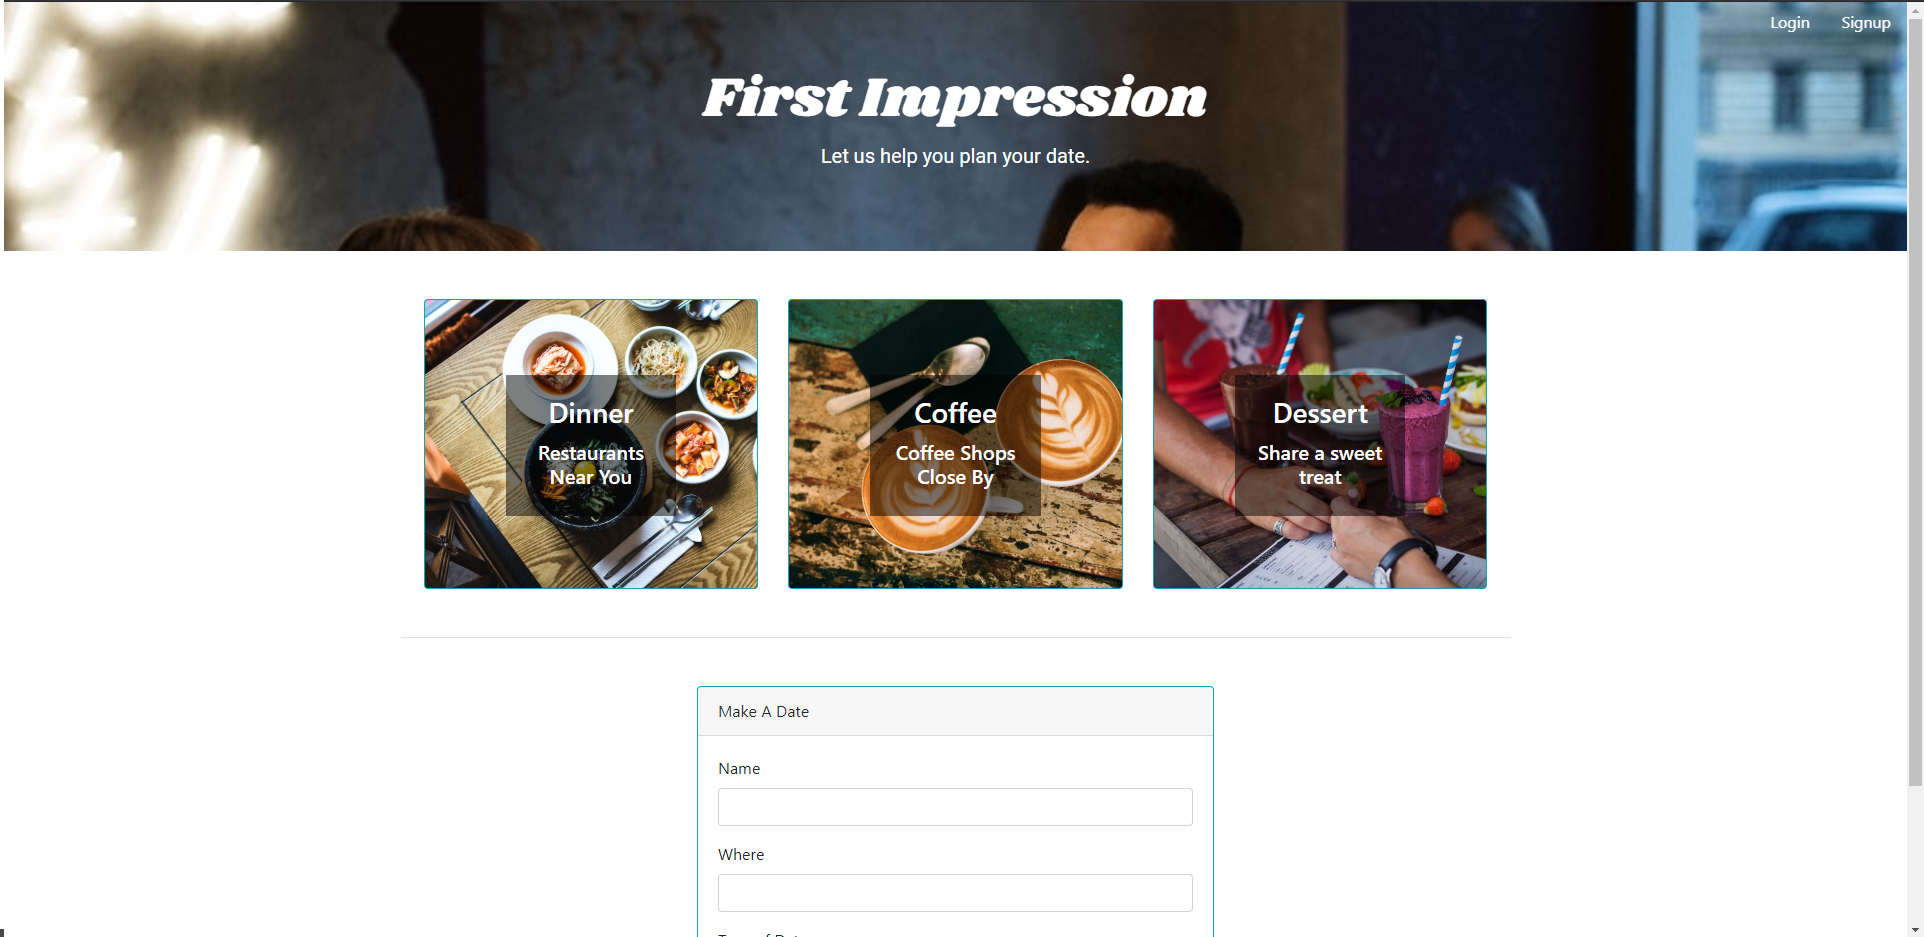 Login Signup
First Impression
Let us help you plan your date.
Dinner
Restaurants
Near You
Coffee
Coffee Shops
Close By
Dessert
Share a sweet
treat
Make A Date
Name
Where